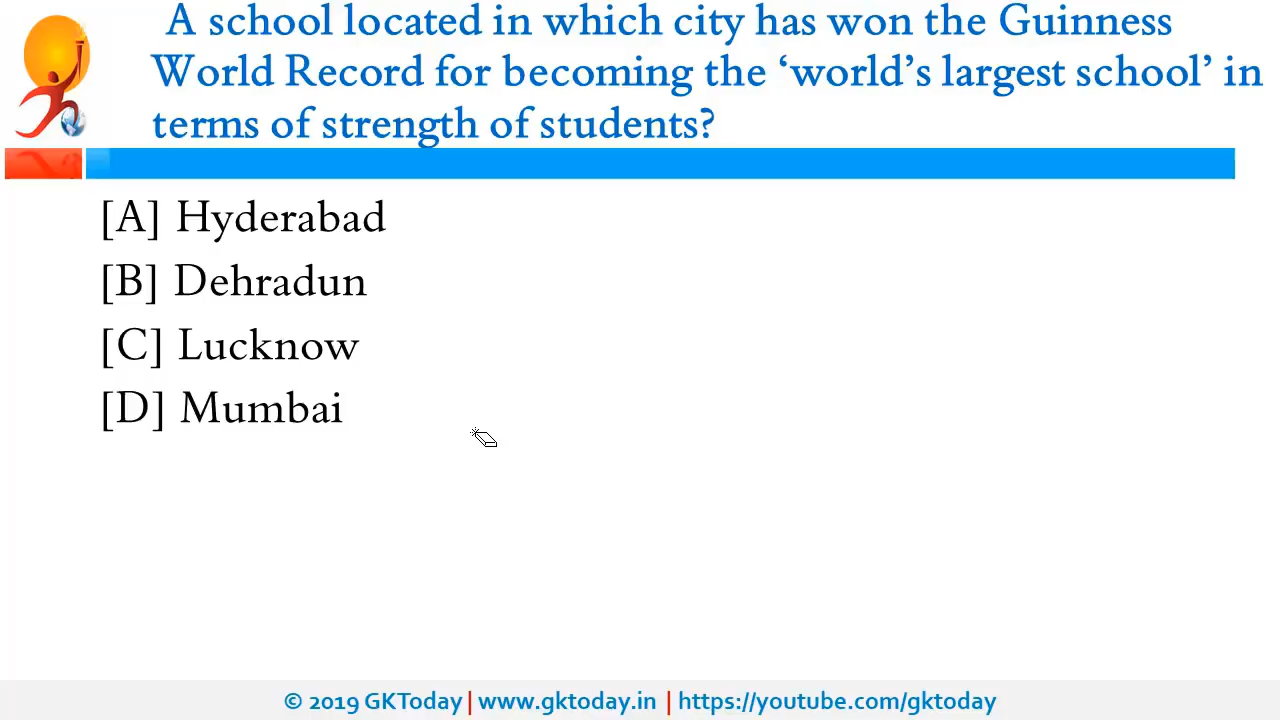 A school located in which city has won the Guinness
World Record for becoming the ‘world’s largest school’ in
terms of strength of students?
[A] Hyderabad
[B] Dehradun
[C] Lucknow
[D] Mumbai
© 2019 GKToday | www.gktoday.in | https://youtube.com/gktoday